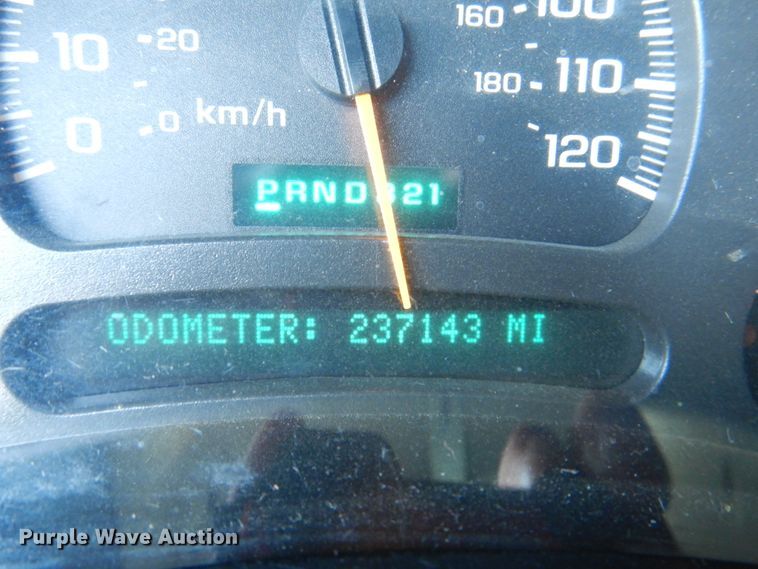 160 100
10 20 180 110
0 0 km/h 120
PRND321
ODOMETER: 237143 MI
Purple Wave Auction